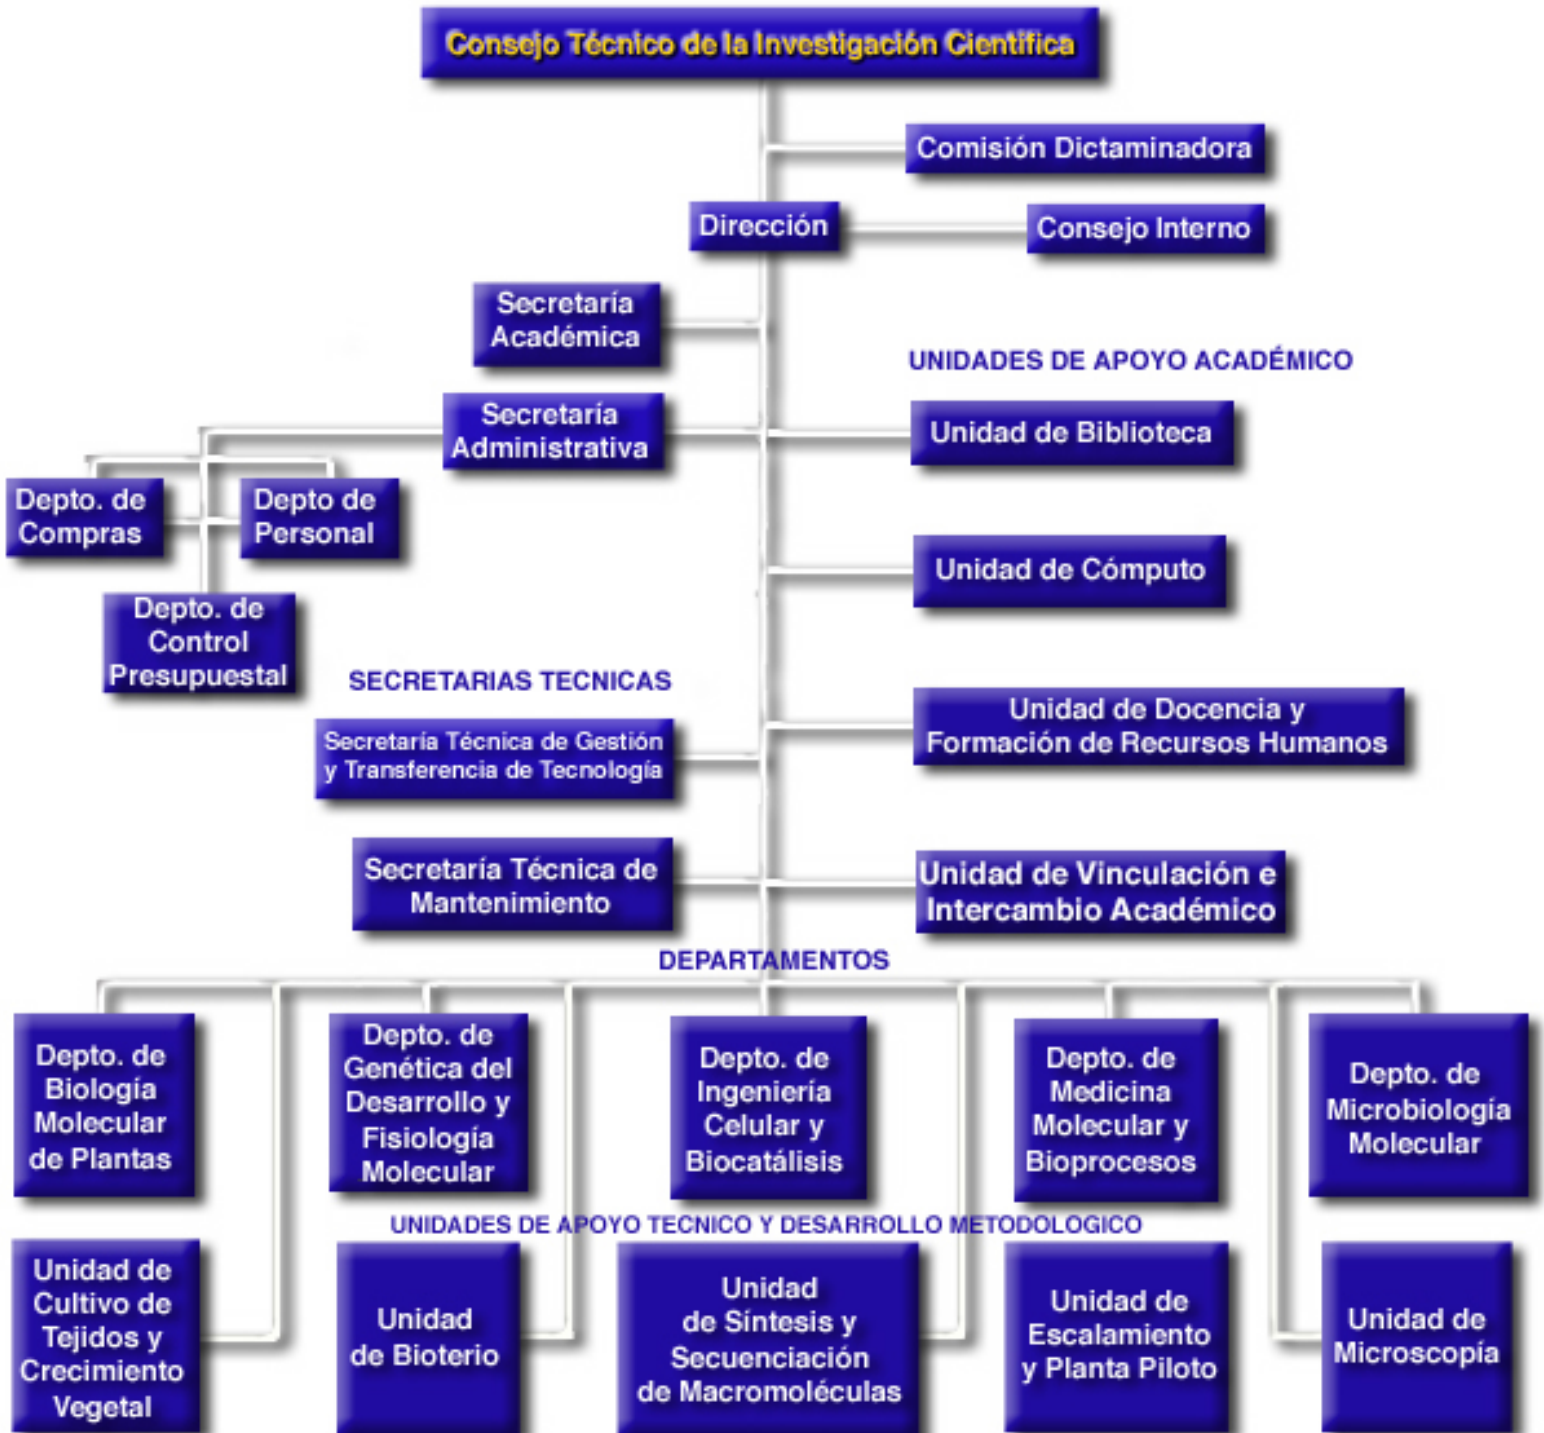 Consejo Técnico de la Investigación Científica
Comisión Dictaminadora
Dirección
Consejo Interno
Secretaría
Académica
UNIDADES DE APOYO ACADÉMICO
Secretaría
Administrativa
Unidad de Biblioteca
Depto. de
Compras
Depto de
Personal
Unidad de Cómputo
Depto. de
Control
Presupuestal
SECRETARIAS TECNICAS
Unidad de Docencia y
Formación de Recursos Humanos
Secretaría Técnica de Gestión
y Transferencia de Tecnología
Secretaría Técnica de
Mantenimiento
Unidad de Vinculación e
Intercambio Académico
DEPARTAMENTOS
Depto. de
Biología
Molecular
de Plantas
Depto. de
Genética del
Desarrollo y
Fisiología
Molecular
Depto. de
Ingeniería
Celular y
Biocatálisis
Depto. de
Medicina
Molecular y
Bioprocesos
Depto. de
Microbiología
Molecular
UNIDADES DE APOYO TECNICO Y DESARROLLO METODOLOGICO
Unidad de
Cultivo de
Tejidos y
Crecimiento
Vegetal
Unidad
de Bioterio
Unidad
de Síntesis y
Secuenciación
de Macromoléculas
Unidad de
Escalamiento
y Planta Piloto
Unidad de
Microscopía